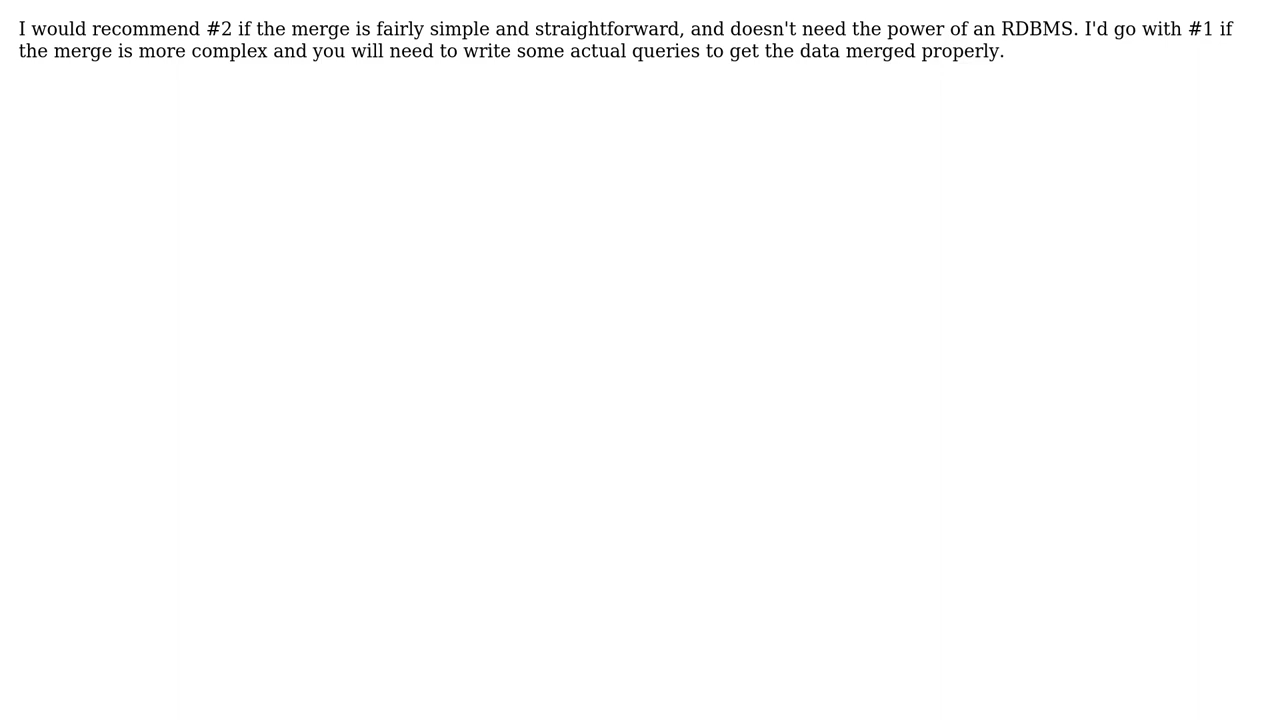 I would recommend #2 if the merge is fairly simple and straightforward, and doesn't need the power of an RDBMS. I'd go with #1 if
the merge is more complex and you will need to write some actual queries to get the data merged properly.